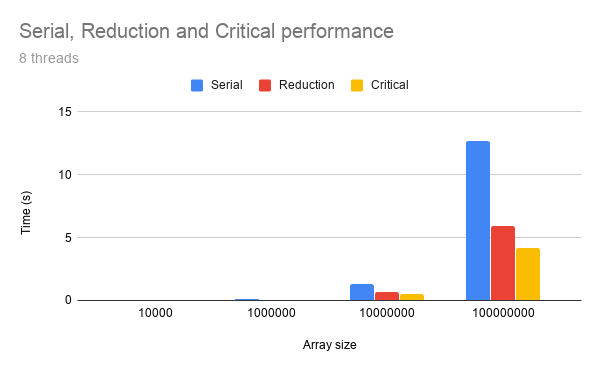 Serial, Reduction and Critical performance
8 threads
Serial Reduction Critical
15
10
5
0
Time (s)
10000 1000000 10000000 100000000
Array size